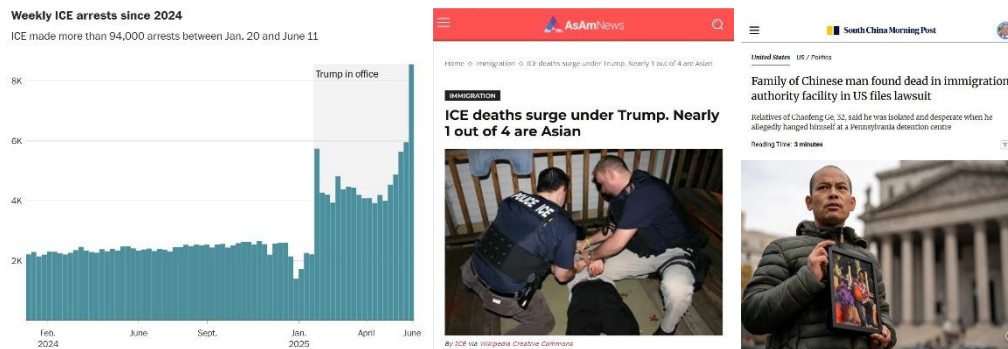 Weekly ICE arrests since 2024
ICE made more than 94,000 arrests between Jan. 20 and June 11
Trump in office
8K
6K
4K
2K
Feb.
2024
June
Sept.
Jan.
2025
April
June
AsAmNews
Home ◇ Immigration ◇ ICE deaths surge under Trump. Nearly 1 out of 4 are Asian
IMMIGRATION
ICE deaths surge under Trump. Nearly
1 out of 4 are Asian
POLICE ICE
By ICE via Wikipedia Creative Commons
South China Morning Post
United States US / Politics
Family of Chinese man found dead in immigration
authority facility in US files lawsuit
Relatives of Chaofeng Ge, 32, said he was isolated and desperate when he
allegedly hanged himself at a Pennsylvania detention centre
Reading Time: 3 minutes